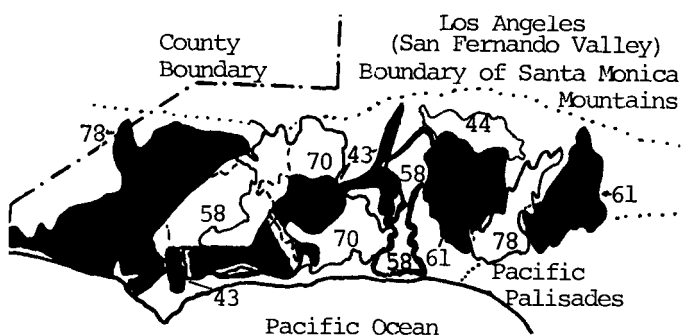 Los Angeles
(San Fernando Valley)
County
Boundary
Boundary of Santa Monica
Mountains
78
44
70
43
58
58
61
70
78
58
61
43
Pacific
Palisades
Pacific Ocean